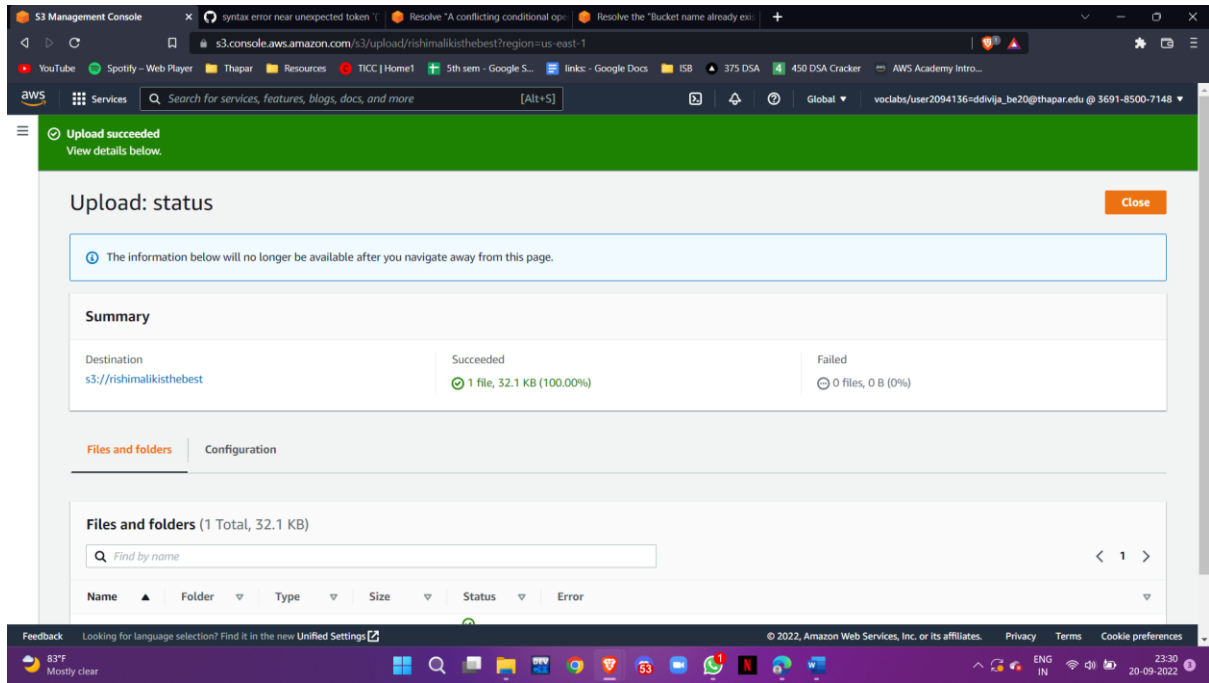 S3 Management Console
syntax error near unexpected token '('
Resolve "A conflicting conditional ope
Resolve the "Bucket name already exis
s3.console.aws.amazon.com/s3/upload/rishimalikisthebest?region=us-east-1
YouTube Spotify – Web Player Thapar Resources TICC | Home1 5th sem - Google S... links: - Google Docs ISB 375 DSA 4 450 DSA Cracker AWS Academy Intro...
aws Services Search for services, features, blogs, docs, and more [Alt+S] Global voclabs/user2094136=ddivija_be20@thapar.edu @ 3691-8500-7148
Upload succeeded
View details below.
Upload: status Close
The information below will no longer be available after you navigate away from this page.
Summary
Destination Succeeded Failed
s3://rishimalikisthebest 1 file, 32.1 KB (100.00%) 0 files, 0 B (0%)
Files and folders Configuration
Files and folders (1 Total, 32.1 KB)
Find by name 1
Name Folder Type Size Status Error
Feedback Looking for language selection? Find it in the new Unified Settings © 2022, Amazon Web Services, Inc. or its affiliates. Privacy Terms Cookie preferences
83°F
Mostly clear
53
1
ENG
IN
23:30
20-09-2022
3